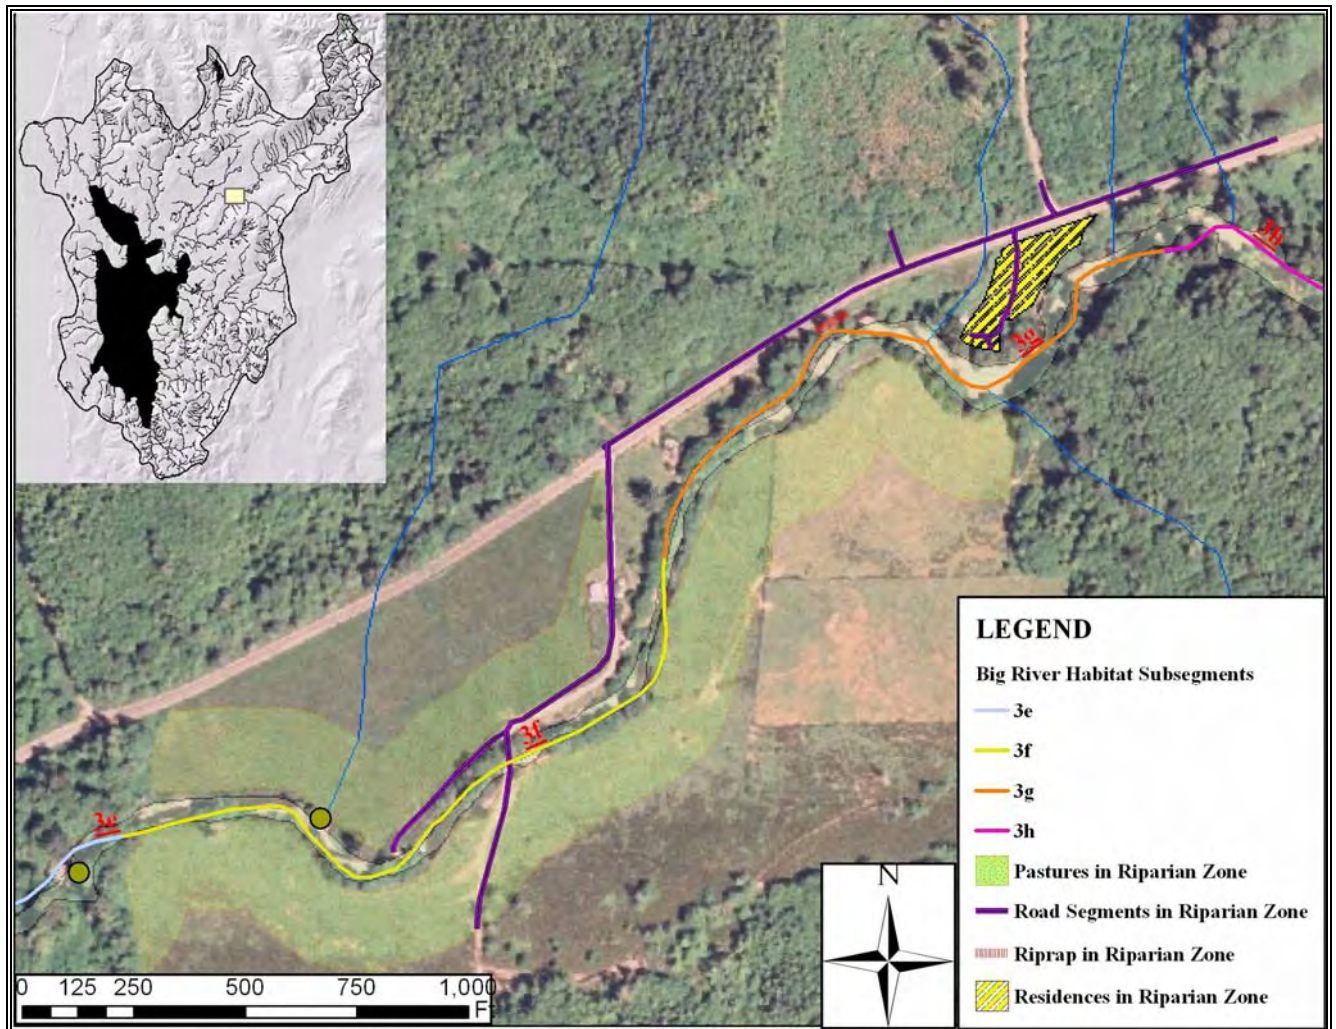 3h
3g
3f
3e
N
0 125 250 500 750 1,000
F
LEGEND
Big River Habitat Subsegments
3e
3f
3g
3h
Pastures in Riparian Zone
Road Segments in Riparian Zone
Riprap in Riparian Zone
Residences in Riparian Zone